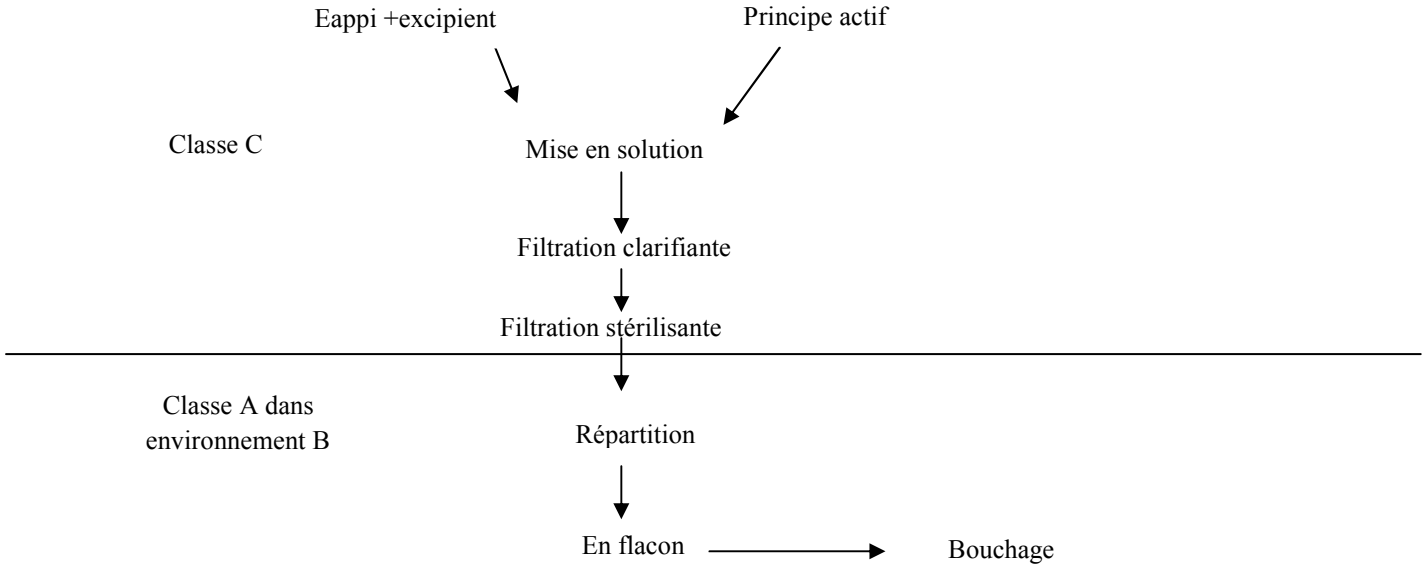 Eappi +excipient
Principe actif
Classe C
Mise en solution
Filtration clarifiante
Filtration stérilisante
Classe A dans
environnement B
Répartition
En flacon
Bouchage